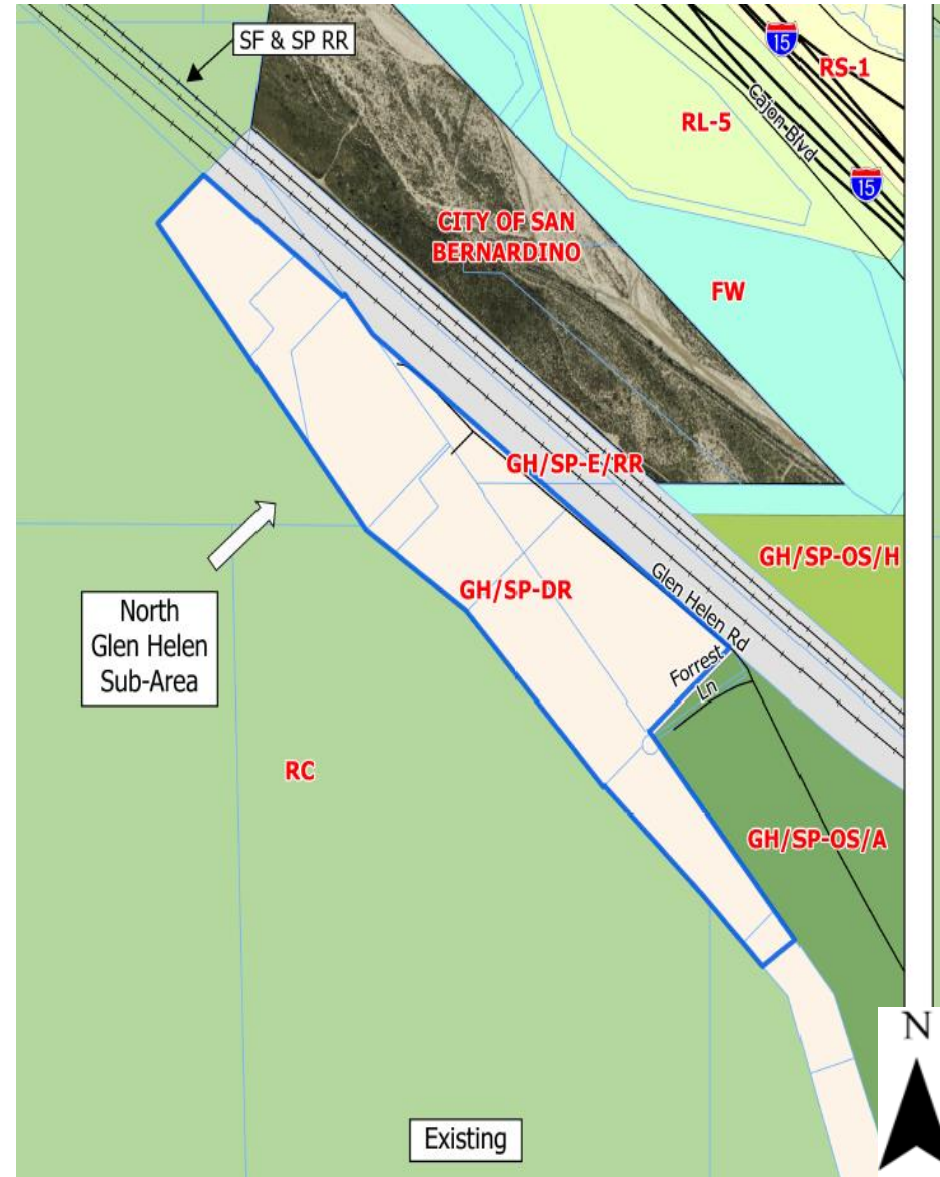 SF & SP RR
15
RS-1
RL-5
Cajon Blvd
15
CITY OF SAN
BERNARDINO
FW
GH/SP-E/RR
GH/SP-OS/H
GH/SP-DR
Glen Helen Rd
Forrest
Ln
North
Glen Helen
Sub-Area
RC
GH/SP-OS/A
N
Existing